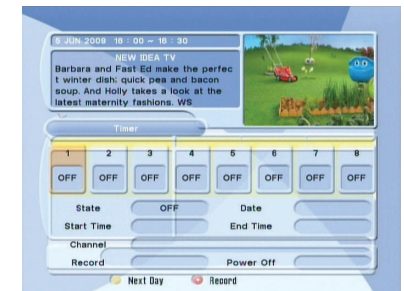 5 JUN 2009 16 : 00 ~ 16 : 30
NEW IDEA TV
Barbara and Fast Ed make the perfec
t winter dish: quick pea and bacon
soup. And Holly takes a look at the
latest maternity fashions. WS
Timer
1 2 3 4 5 6 7 8
OFF OFF OFF OFF OFF OFF OFF OFF
State OFF Date
Start Time End Time
Channel
Record Power Off
Next Day Record